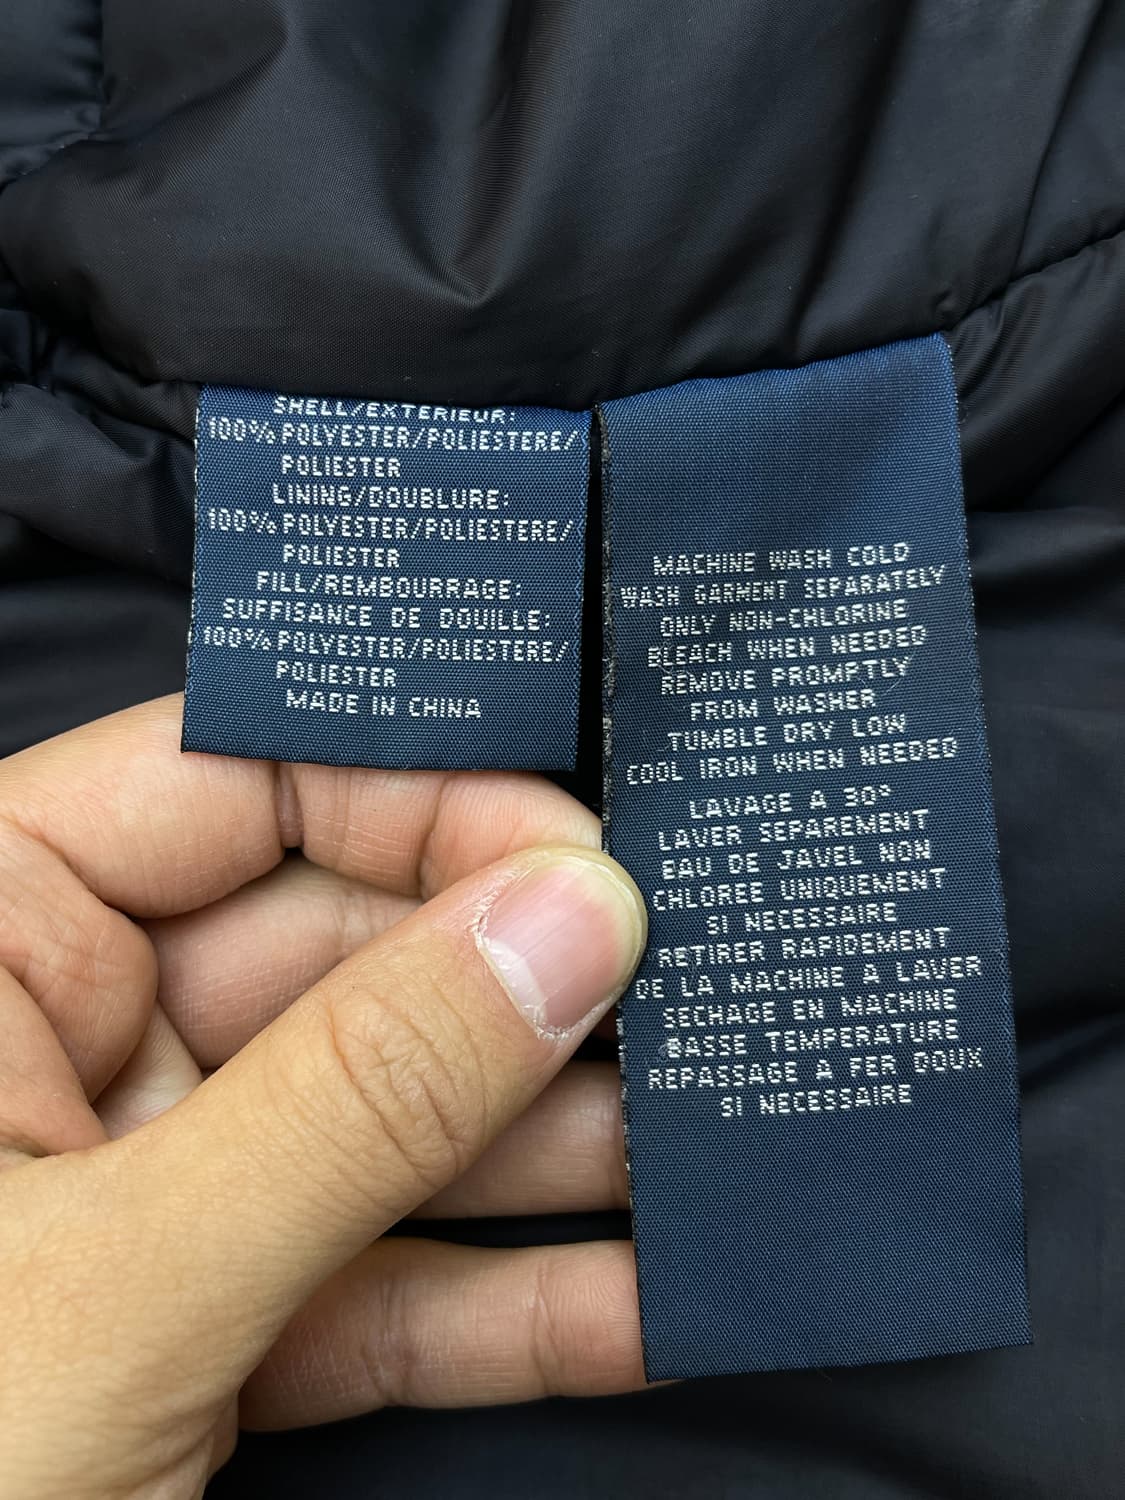 SHELL/EXTERIEUR:
100% POLYESTER/POLIESTERE/
POLIESTER
LINING/DOUBLURE:
100% POLYESTER/POLIESTERE/
POLIESTER
FILL/REMBOURRAGE:
SUFFISANCE DE DOUILLE:
100% POLYESTER/POLIESTERE/
POLIESTER
MADE IN CHINA
MACHINE WASH COLD
WASH GARMENT SEPARATELY
ONLY NON-CHLORINE
BLEACH WHEN NEEDED
REMOVE PROMPTLY
FROM WASHER
TUMBLE DRY LOW
COOL IRON WHEN NEEDED
LAVAGE A 30°
LAVER SEPAREMENT
EAU DE JAVEL NON
CHLOREE UNIQUEMENT
SI NECESSAIRE
RETIRER RAPIDEMENT
DE LA MACHINE A LAVER
SECHAGE EN MACHINE
BASSE TEMPERATURE
REPASSAGE A FER DOUX
SI NECESSAIRE